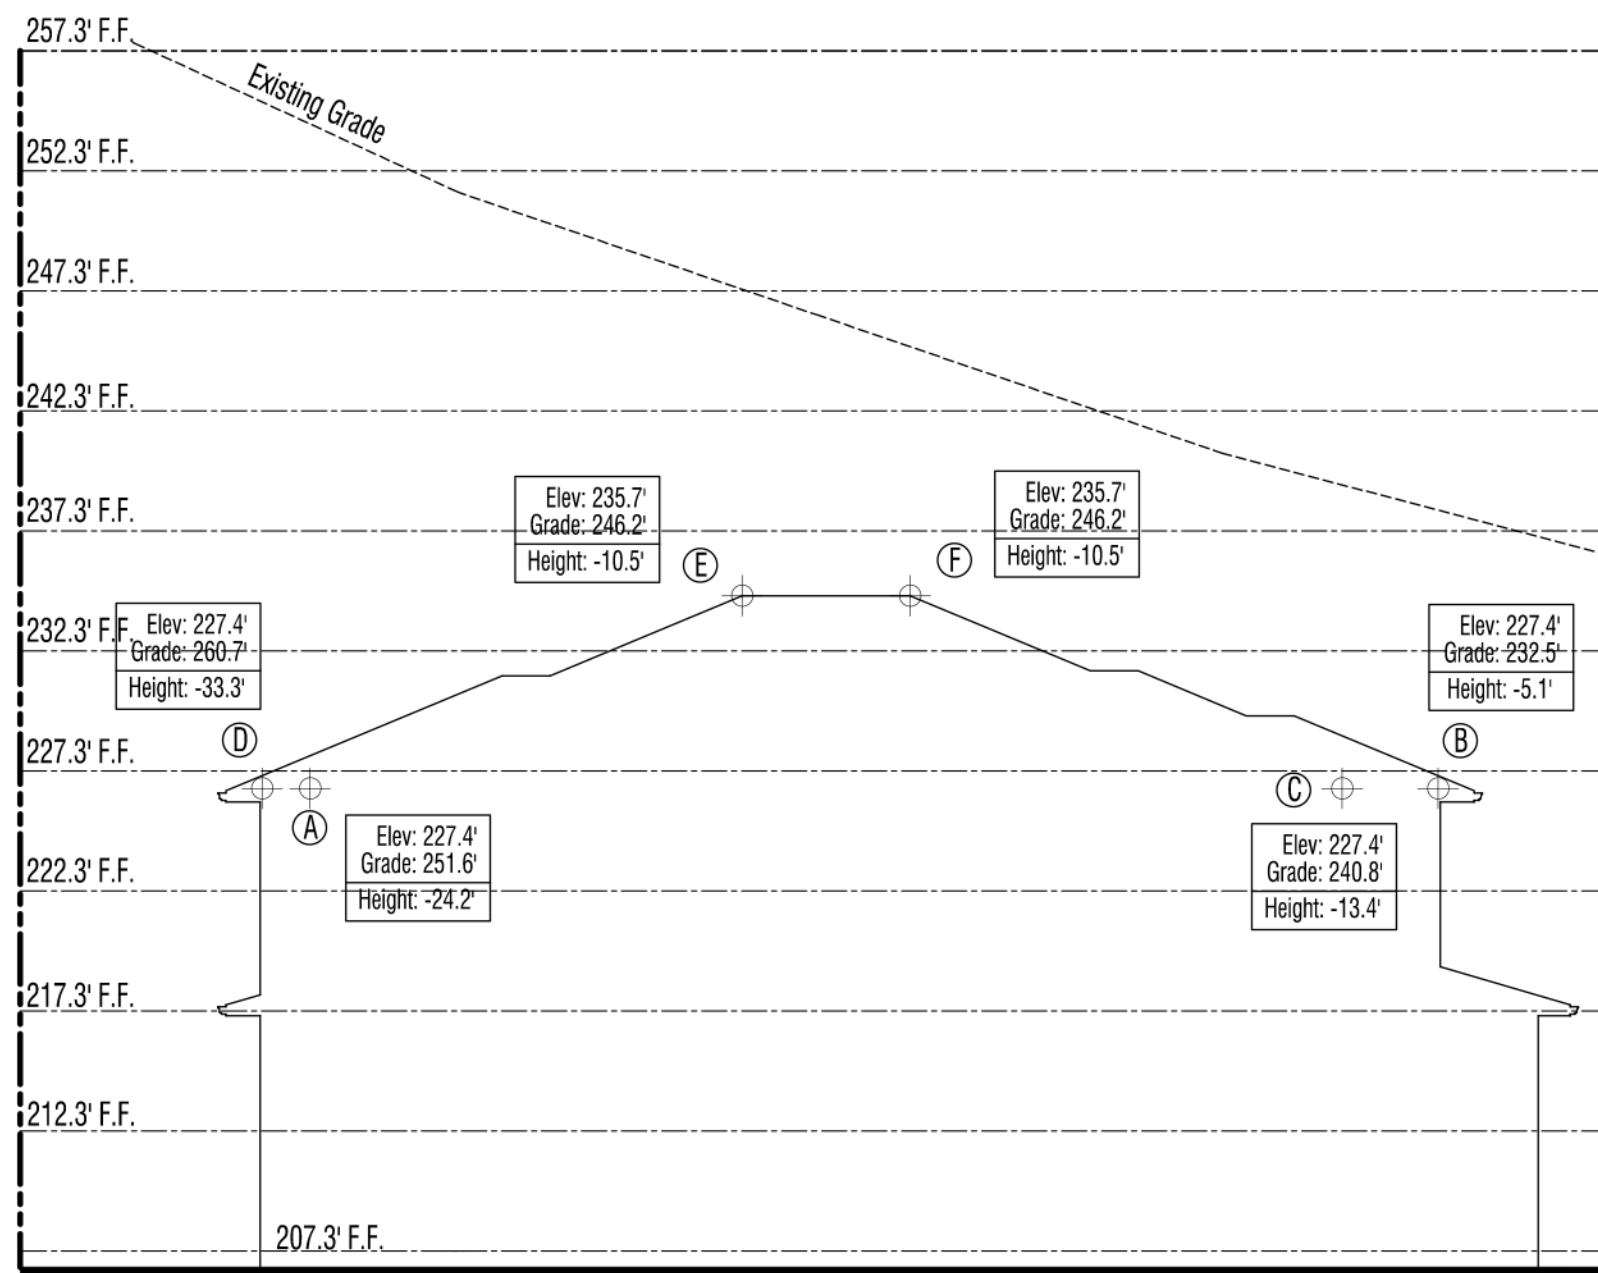 257.3' F.F.
Existing Grade
252.3' F.F.
247.3' F.F.
242.3' F.F.
237.3' F.F.
Elev: 235.7'
Grade: 246.2'
Height: -10.5'
E
Elev: 235.7'
Grade: 246.2'
Height: -10.5'
F
232.3' F.F.
Elev: 227.4'
Grade: 260.7'
Height: -33.3'
D
Elev: 227.4'
Grade: 232.5'
Height: -5.1'
B
227.3' F.F.
A
Elev: 227.4'
Grade: 251.6'
Height: -24.2'
C
Elev: 227.4'
Grade: 240.8'
Height: -13.4'
222.3' F.F.
217.3' F.F.
212.3' F.F.
207.3' F.F.